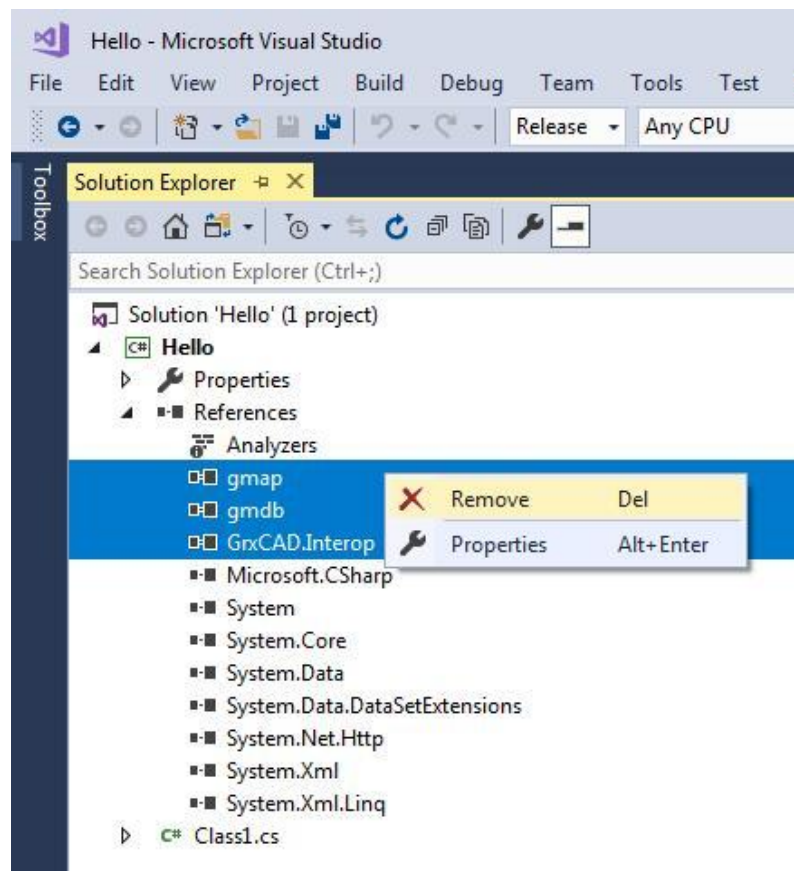 Hello - Microsoft Visual Studio
File Edit View Project Build Debug Team Tools Test
Release Any CPU
Toolbox
Solution Explorer
Search Solution Explorer (Ctrl+;)
Solution 'Hello' (1 project)
C# Hello
Properties
References
Analyzers
gmap
gmdb
GrxCAD.Interop
Remove Del
Properties Alt+Enter
Microsoft.CSharp
System
System.Core
System.Data
System.Data.DataSetExtensions
System.Net.Http
System.Xml
System.Xml.Linq
C# Class1.cs